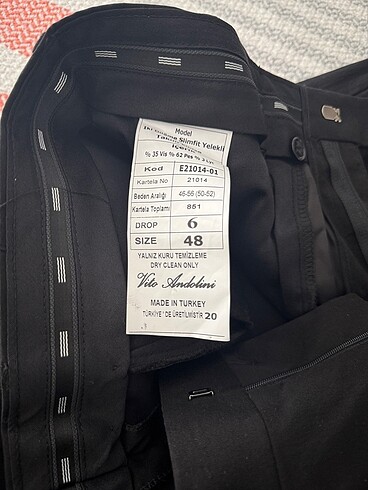 Model
Slimfit Yelekli
% 35 Vis % 62 Pes %
Kod E21014-01
Kartela No 21014
Beden Aralığı 46-56 (50-52)
Kartela Toplamı 851
DROP 6
SIZE 48
YALNIZ KURU TEMİZLEME
DRY CLEAN ONLY
Vito Andolini
MADE IN TURKEY
TÜRKİYE' DE ÜRETİLMİŞTİR 20